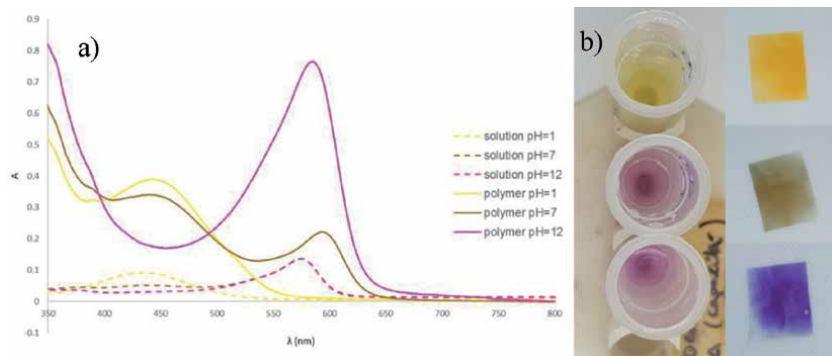 a)
0.9
0.8
0.7
0.6
0.5
0.4
0.3
0.2
0.1
0
-0.1
A
350 400 450 500 550 600 650 700 750 800
λ (nm)
solution pH=1
solution pH=7
solution pH=12
polymer pH=1
polymer pH=7
polymer pH=12
b)